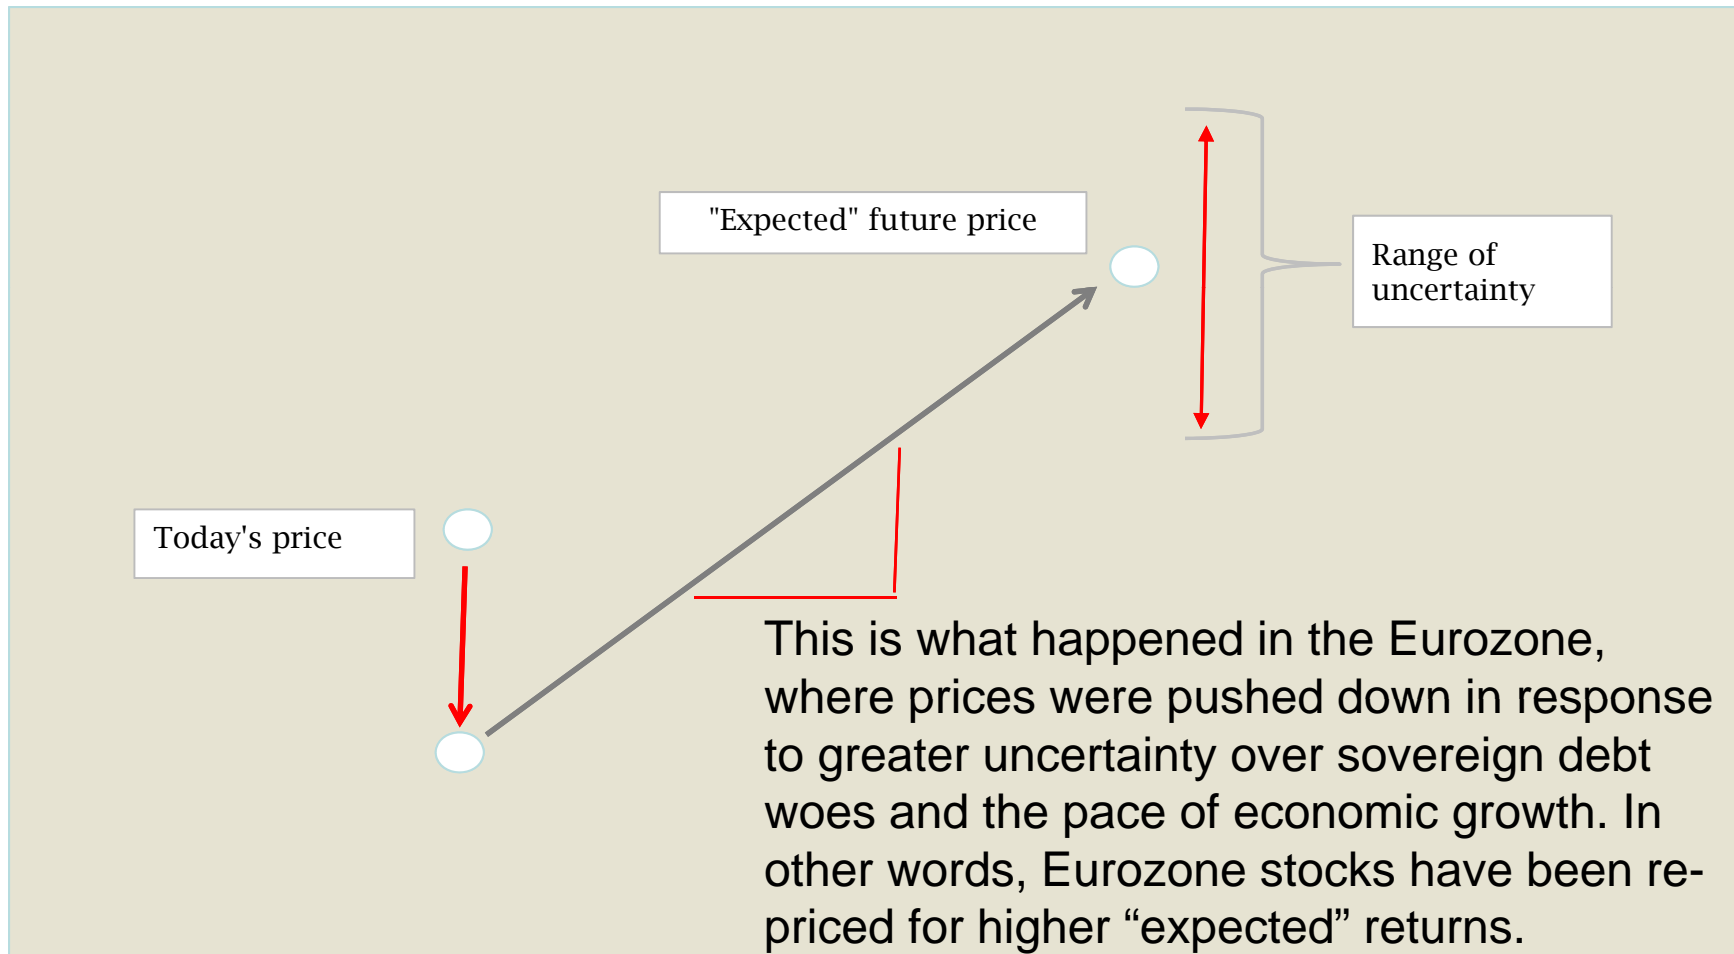 "Expected" future price
Range of
uncertainty
Today's price
This is what happened in the Eurozone,
where prices were pushed down in response
to greater uncertainty over sovereign debt
woes and the pace of economic growth. In
other words, Eurozone stocks have been re-
priced for higher “expected” returns.